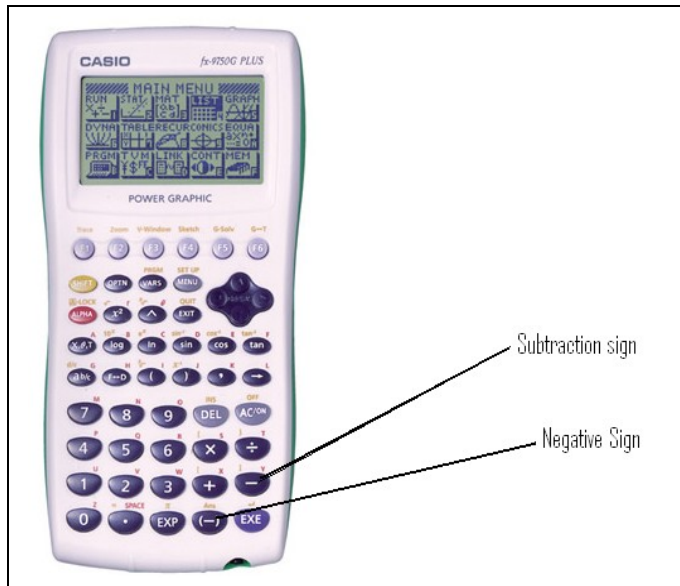 CASIO fx-9750G PLUS
MAIN MENU
RUN STAT MAT LIST GRAPH
DYNA TABLE RECUR CONICS EQUA
PRGM TVM LINK CONT MEM
POWER GRAPHIC
Trace Zoom V-Window Sketch G-Solv G↔T
F1 F2 F3 F4 F5 F6
PRGM SET UP
SHIFT OPTN VARS MENU
REPLAY
QUIT
ALPHA x² ^ EXIT
A B C D E F
X,θ,T log ln sin cos tan
G H I J K L
a b/c F↔D ( ) , →
M N O INS OFF
7 8 9 DEL AC/ON
P Q R S T
4 5 6 × ÷
U V W X Y
1 2 3 + −
Z = SPACE π Ans
0 . EXP (−) EXE
Subtraction sign
Negative Sign